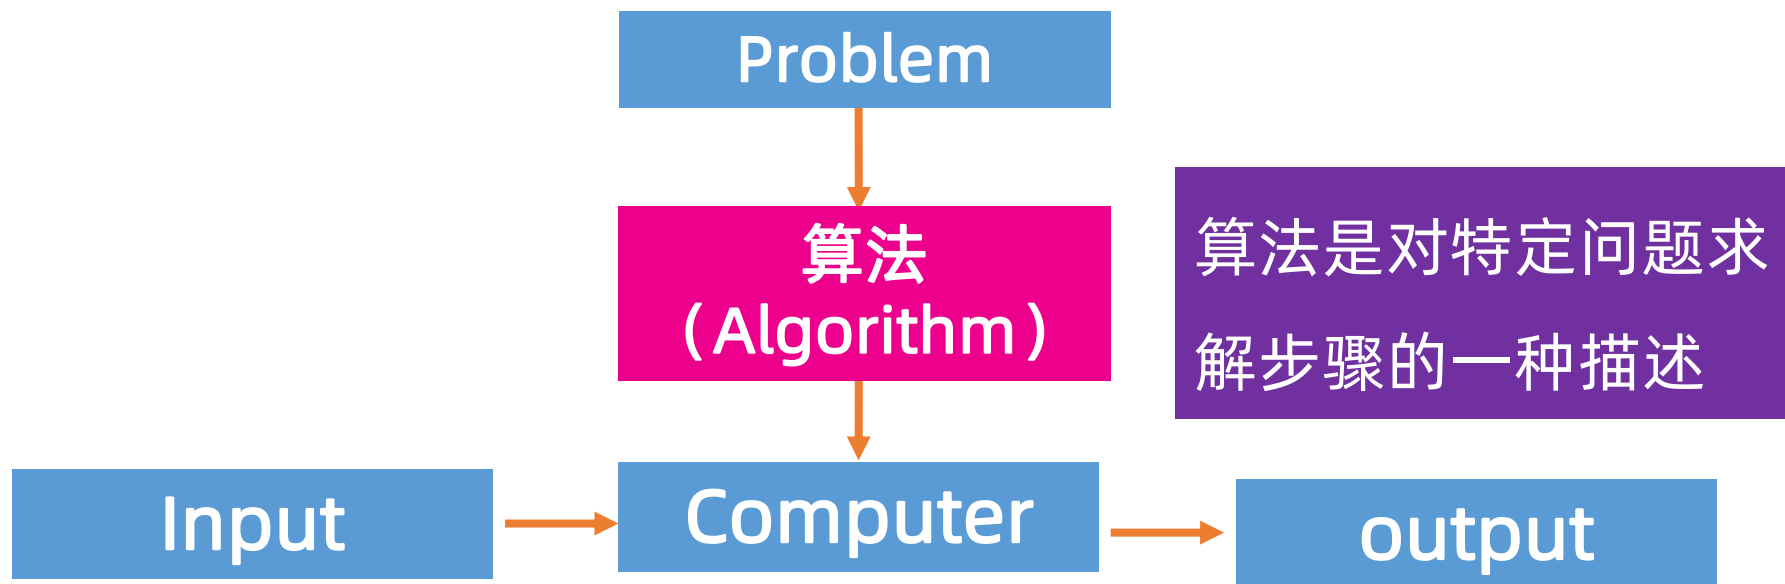 Problem
算法
（Algorithm）
算法是对特定问题求
解步骤的一种描述
Input
Computer
output